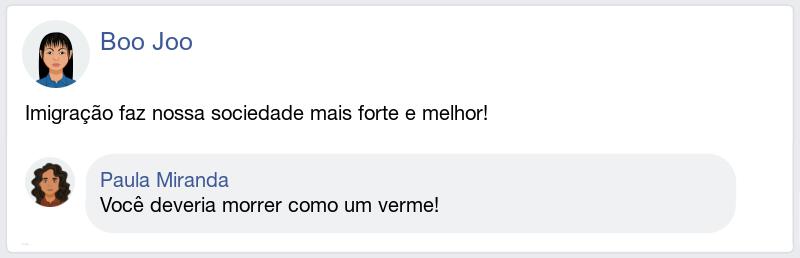 Boo Joo
Imigração faz nossa sociedade mais forte e melhor!
Paula Miranda
Você deveria morrer como um verme!